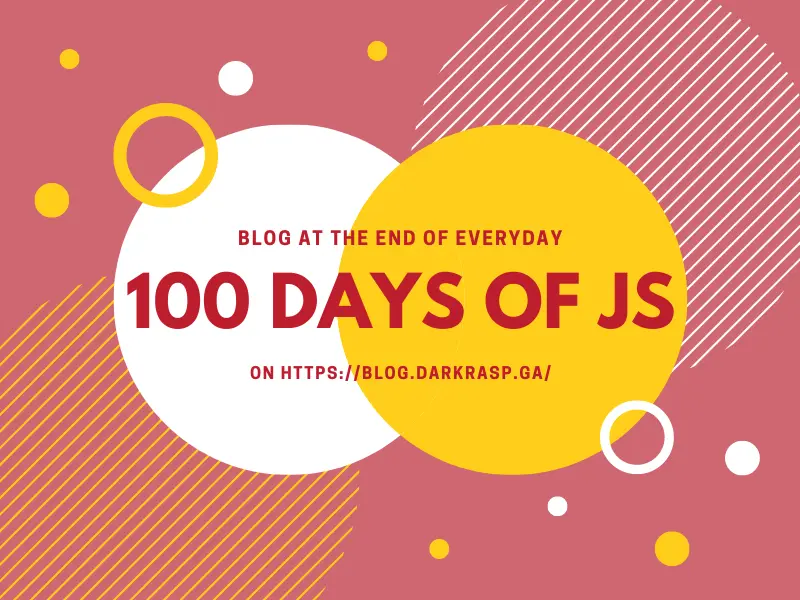 BLOG AT THE END OF EVERYDAY
100 DAYS OF JS
ON HTTPS://BLOG.DARKRASP.GA/